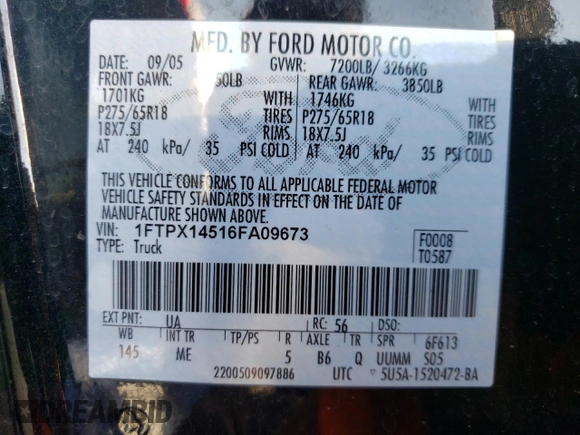 MFD. BY FORD MOTOR CO.
DATE: 09/05 GVWR: 7200LB/ 3266KG
FRONT GAWR: 50LB REAR GAWR: 3850LB
1701KG 1746KG
P275/65R18 TIRES P275/65R18 TIRES
18X7.5J RIMS 18X7.5J RIMS
AT 240 kPa/ 35 PSI COLD AT 240 kPa/ 35 PSI COLD
THIS VEHICLE CONFORMS TO ALL APPLICABLE FEDERAL MOTOR
VEHICLE SAFETY STANDARDS IN EFFECT ON THE DATE OF
MANUFACTURE SHOWN ABOVE.
VIN: 1FTPX14516FA09673 F0008
TYPE: Truck T0587
EXT PNT: UA RC: 56 DSO:
WB INT TR TP/PS R AXLE TR SPR 6F613
145 ME 5 B6 Q UUMM S05
2200509097886 UTC 5U5A-1520472-BA
DREAMBID
Ford